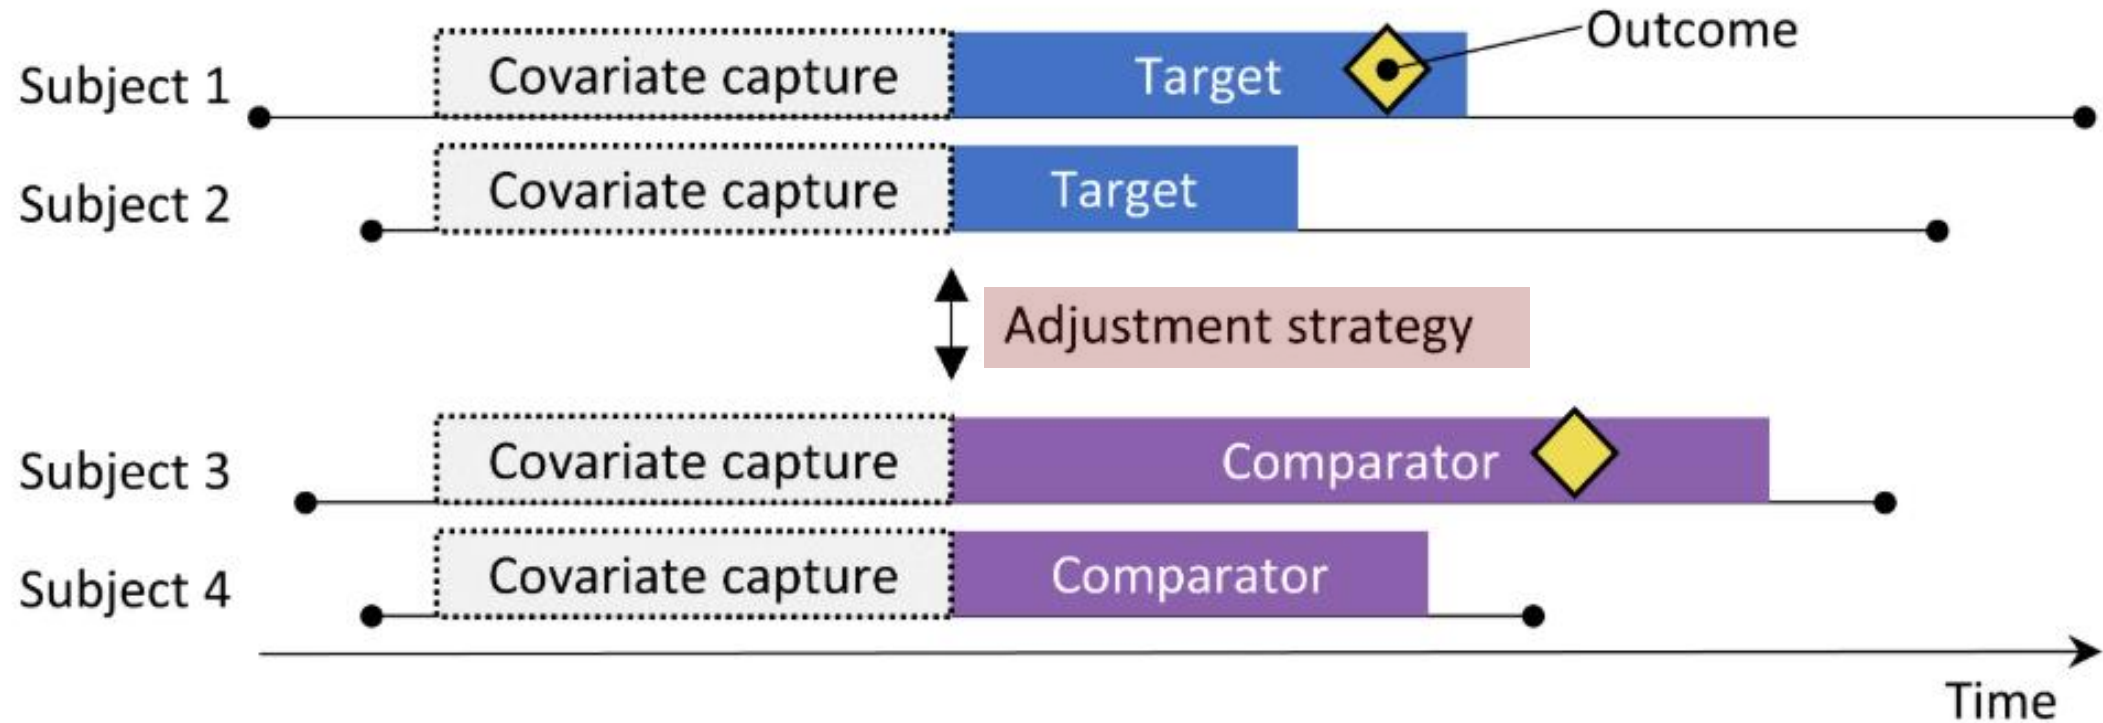 Outcome
Subject 1
Covariate capture
Target
Subject 2
Covariate capture
Target
Adjustment strategy
Subject 3
Covariate capture
Comparator
Subject 4
Covariate capture
Comparator
Time